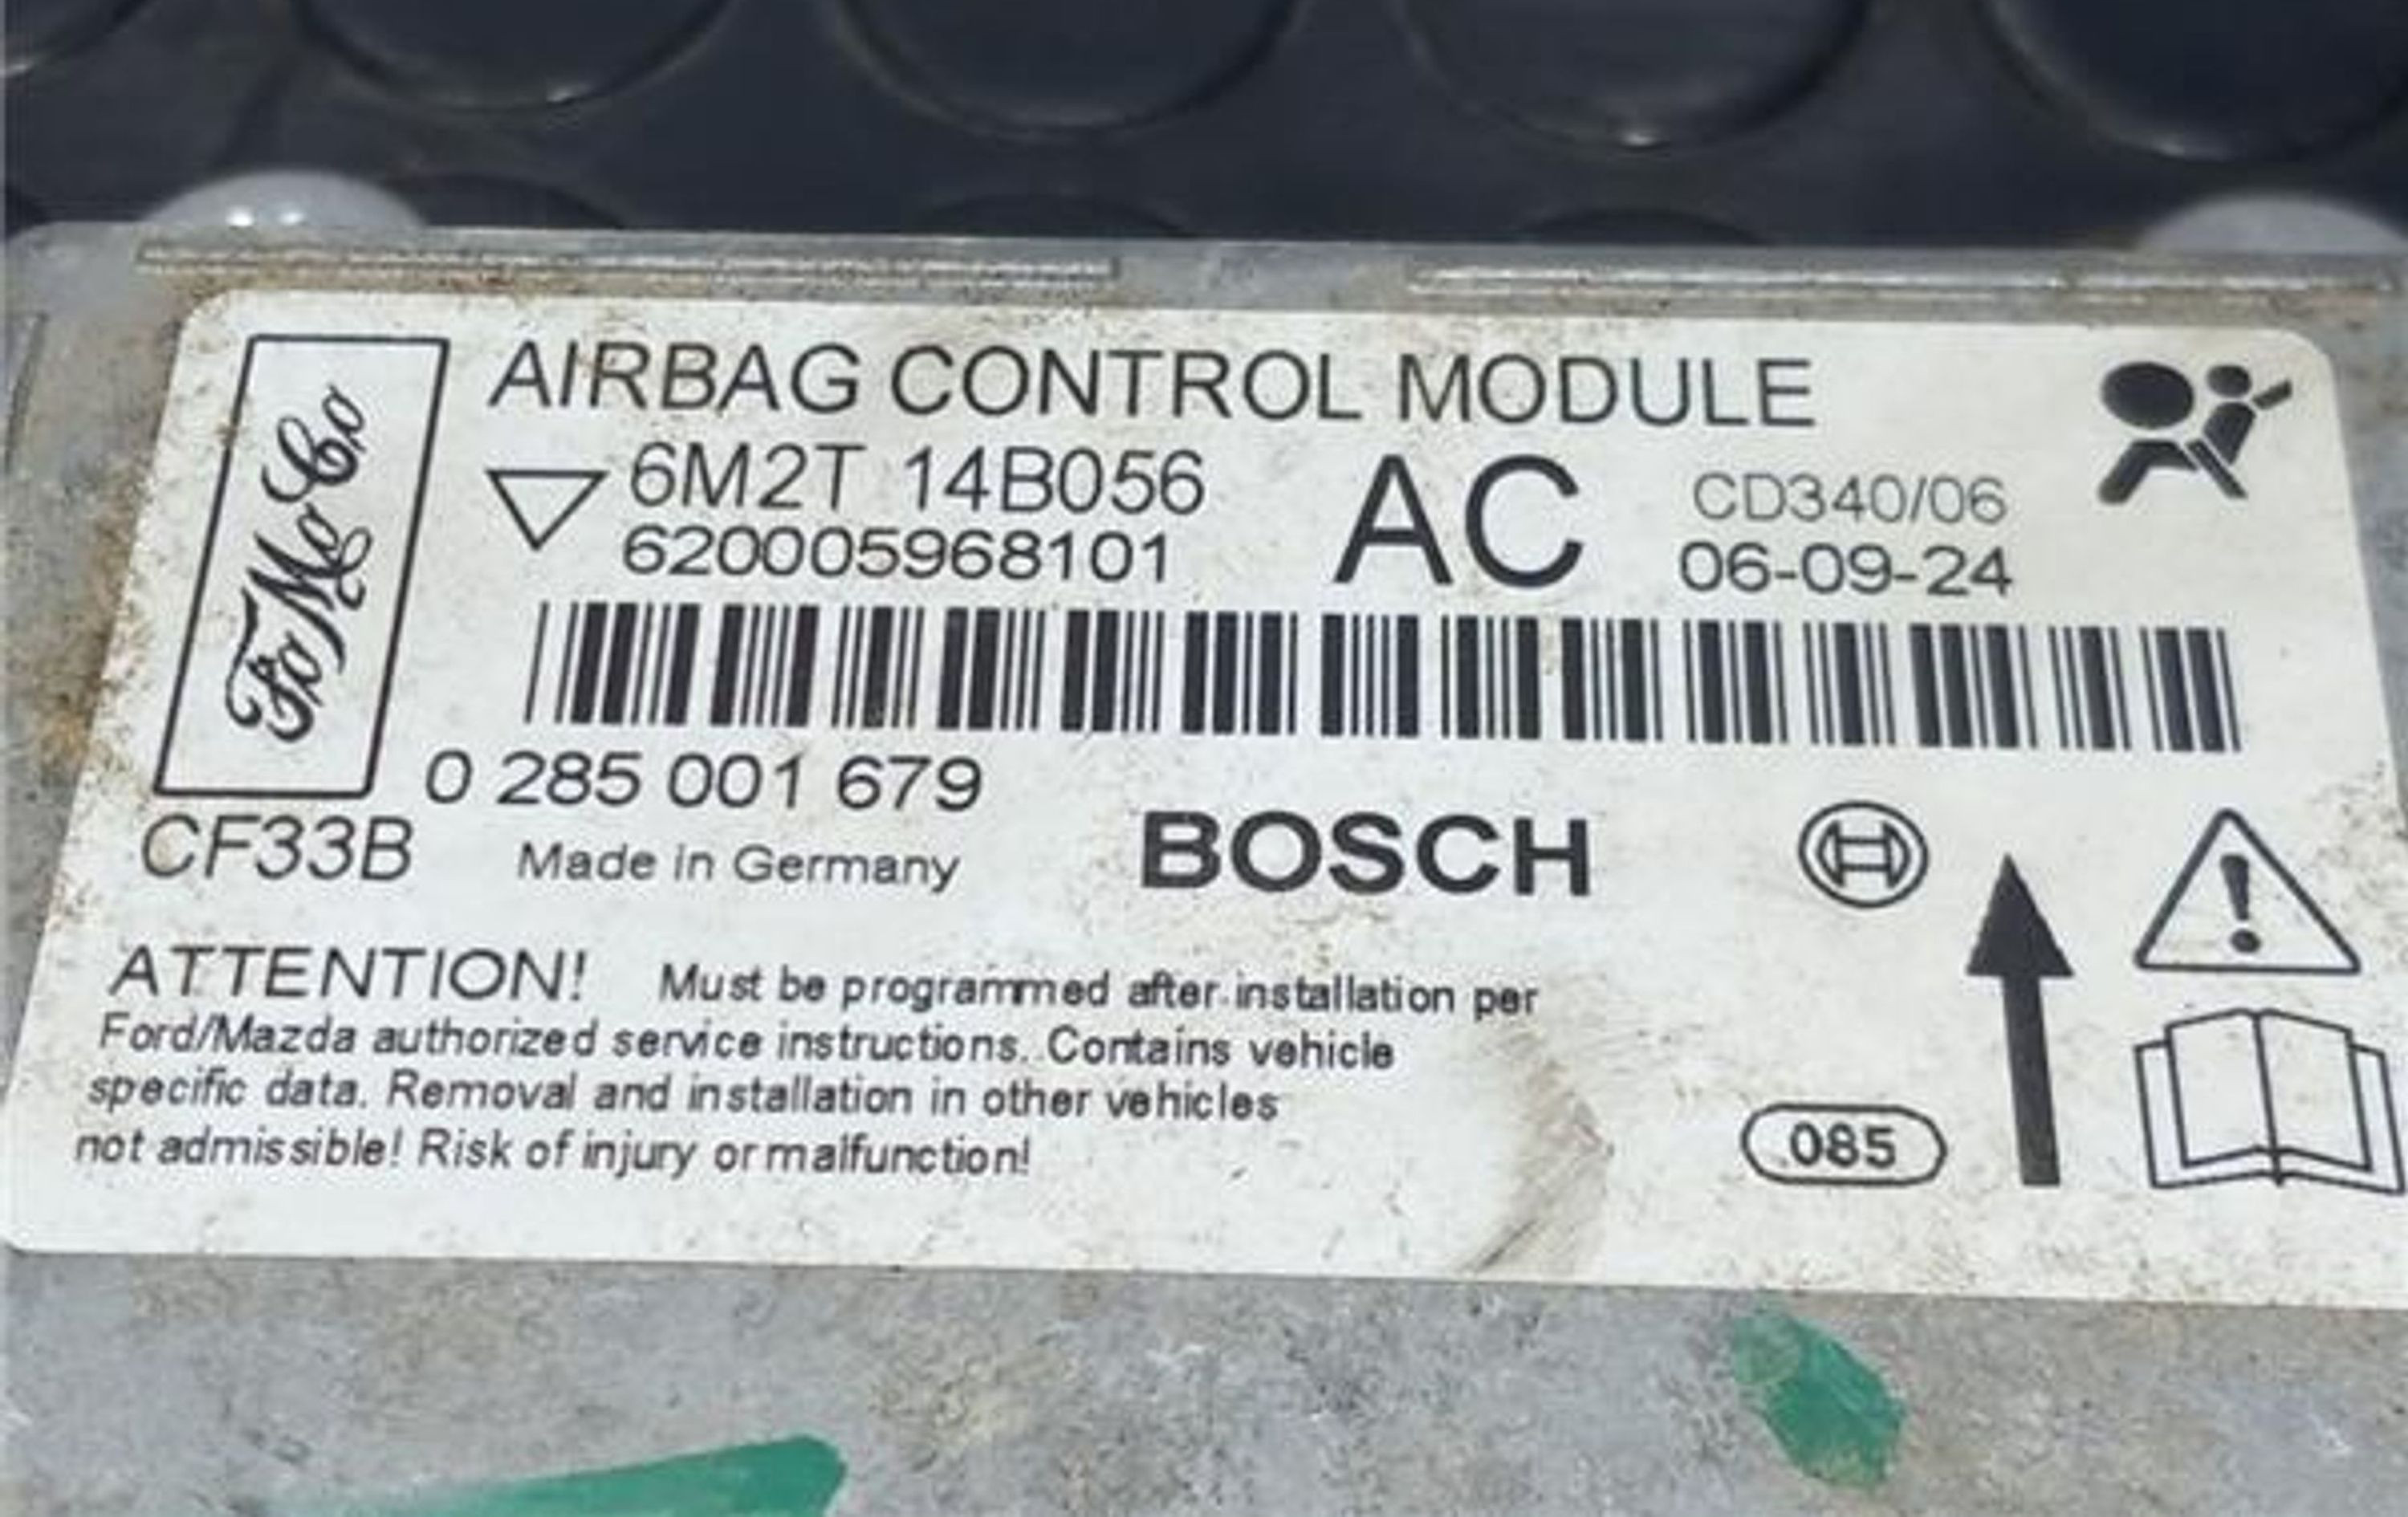 FoMoCo
AIRBAG CONTROL MODULE
6M2T 14B056 AC CD340/06
620005968101 06-09-24
0 285 001 679
CF33B Made in Germany BOSCH
ATTENTION! Must be programmed after installation per
Ford/Mazda authorized service instructions. Contains vehicle
specific data. Removal and installation in other vehicles
not admissible! Risk of injury or malfunction!
085